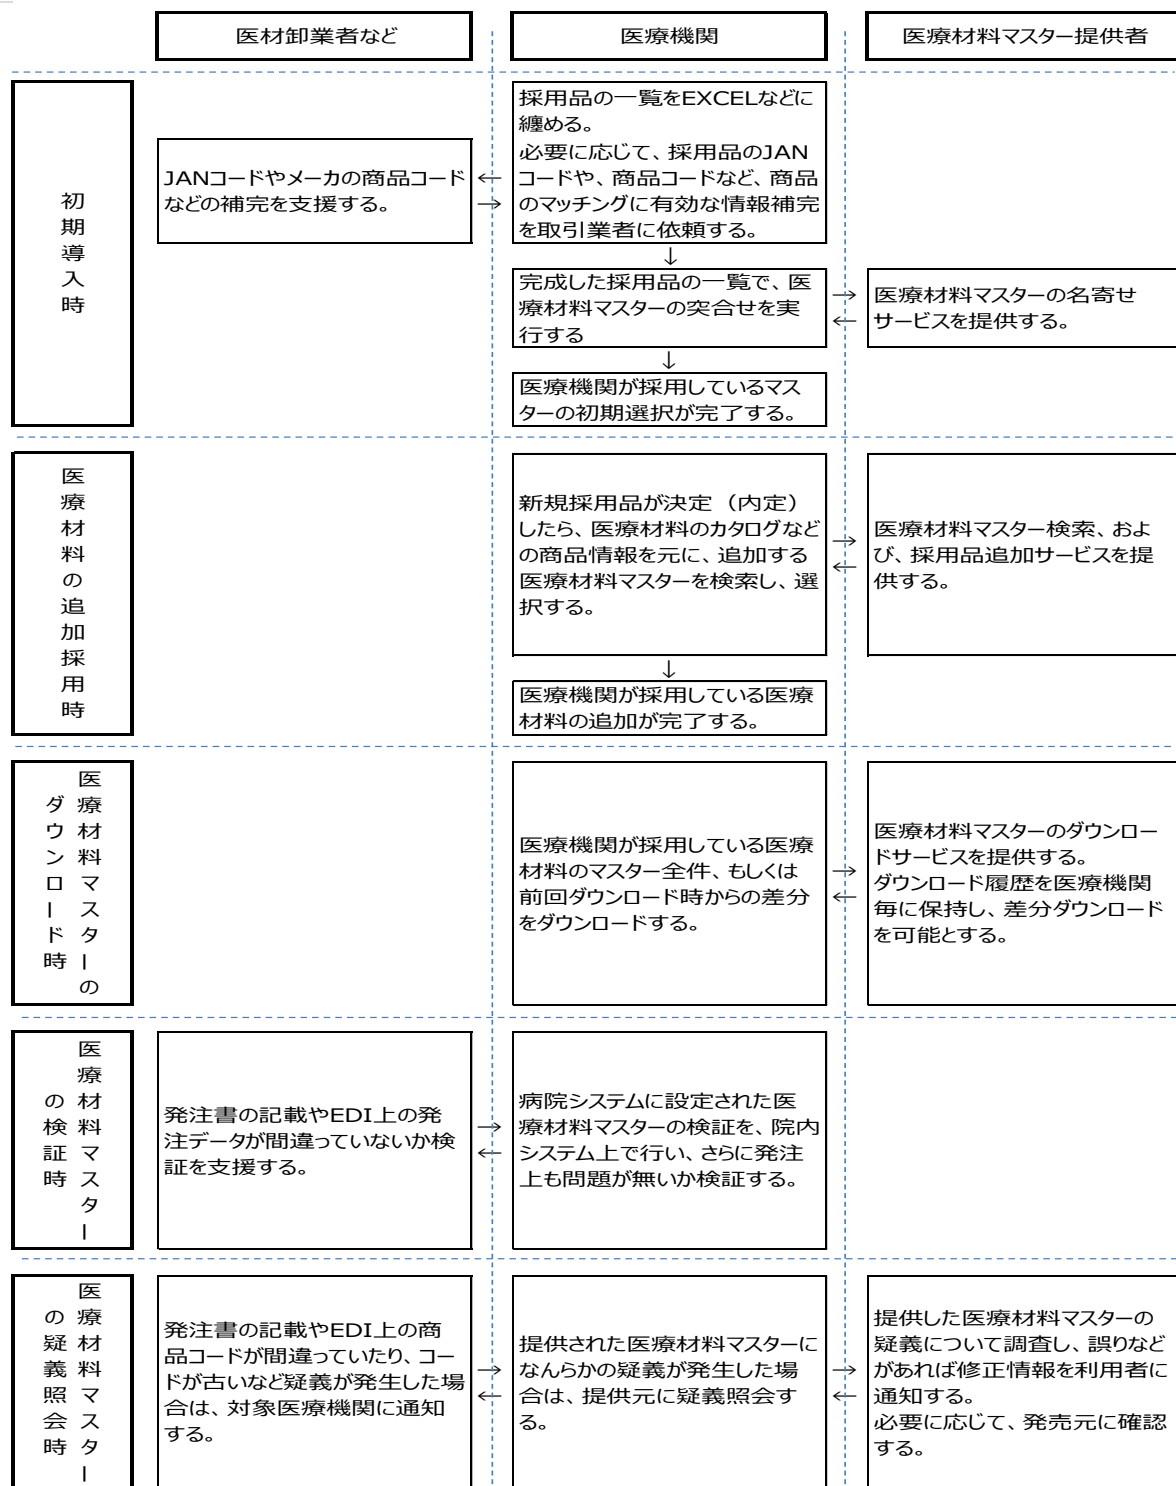 医材卸業者など
医療機関
医療材料マスター提供者
初期導入時
JANコードやメーカの商品コード
などの補完を支援する。
←
→
採用品の一覧をEXCELなどに
纏める。
必要に応じて、採用品のJAN
コードや、商品コードなど、商品
のマッチングに有効な情報補完
を取引業者に依頼する。
↓
完成した採用品の一覧で、医
療材料マスターの突合せを実
行する
→
←
医療材料マスターの名寄せ
サービスを提供する。
↓
医療機関が採用しているマス
ターの初期選択が完了する。
医療材料の追加採用時
新規採用品が決定（内定）
したら、医療材料のカタログなど
の商品情報を元に、追加する
医療材料マスターを検索し、選
択する。
→
←
医療材料マスター検索、およ
び、採用品追加サービスを提
供する。
↓
医療機関が採用している医療
材料の追加が完了する。
医療材料マスターの
ダウンロード時
医療機関が採用している医療
材料のマスター全件、もしくは
前回ダウンロード時からの差分
をダウンロードする。
→
←
医療材料マスターのダウンロー
ドサービスを提供する。
ダウンロード履歴を医療機関
毎に保持し、差分ダウンロード
を可能とする。
医療材料マスター
の検証時
発注書の記載やEDI上の発
注データが間違っていないか検
証を支援する。
→
←
病院システムに設定された医
療材料マスターの検証を、院内
システム上で行い、さらに発注
上も問題が無いか検証する。
医療材料マスター
の疑義照会時
発注書の記載やEDI上の商
品コードが間違っていたり、コー
ドが古いなど疑義が発生した場
合は、対象医療機関に通知
する。
→
←
提供された医療材料マスターに
なんらかの疑義が発生した場
合は、提供元に疑義照会す
る。
→
←
提供した医療材料マスターの
疑義について調査し、誤りなど
があれば修正情報を利用者に
通知する。
必要に応じて、発売元に確認
する。